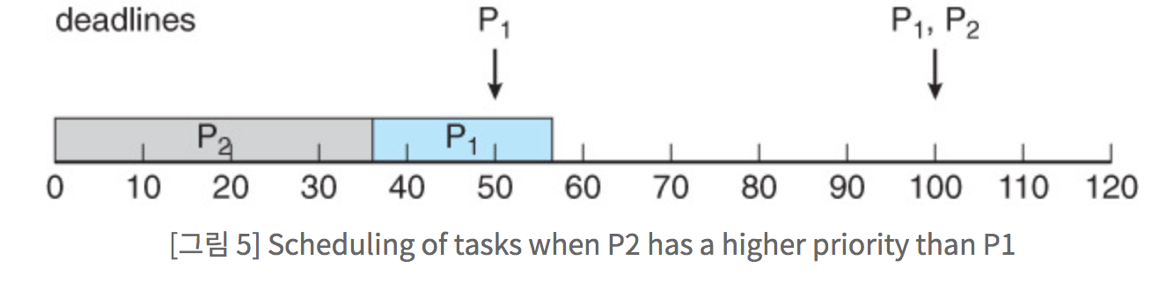 deadlines P₁ P₁, P₂
P₂ P₁
0 10 20 30 40 50 60 70 80 90 100 110 120
[그림 5] Scheduling of tasks when P2 has a higher priority than P1